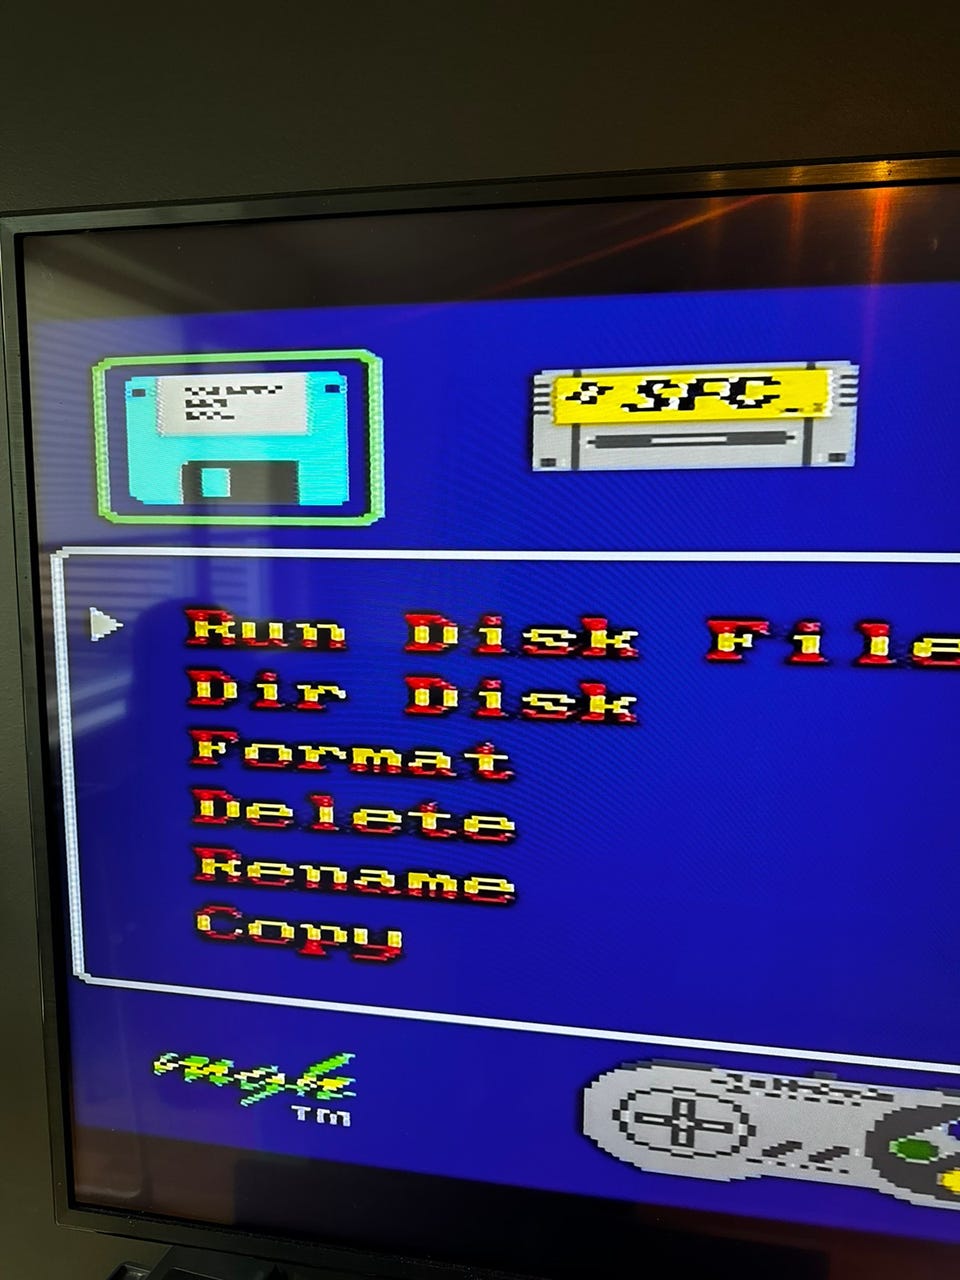 SFC
Run Disk File
Dir Disk
Format
Delete
Rename
Copy
TM